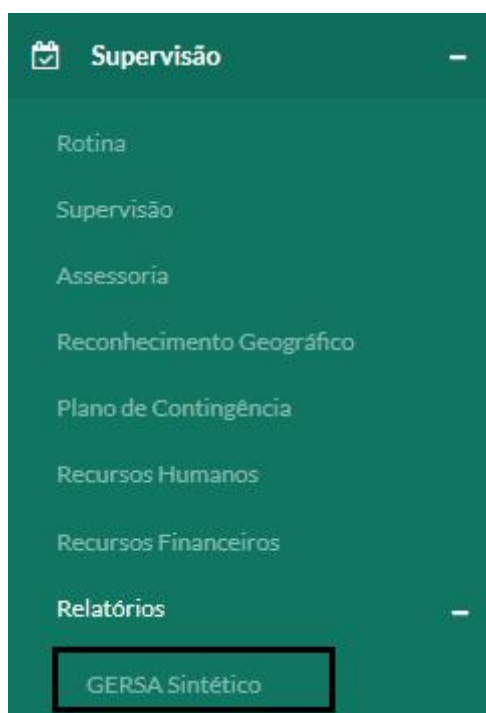 Supervisão
Rotina
Supervisão
Assessoria
Reconhecimento Geográfico
Plano de Contingência
Recursos Humanos
Recursos Financeiros
Relatórios
GERSA Sintético